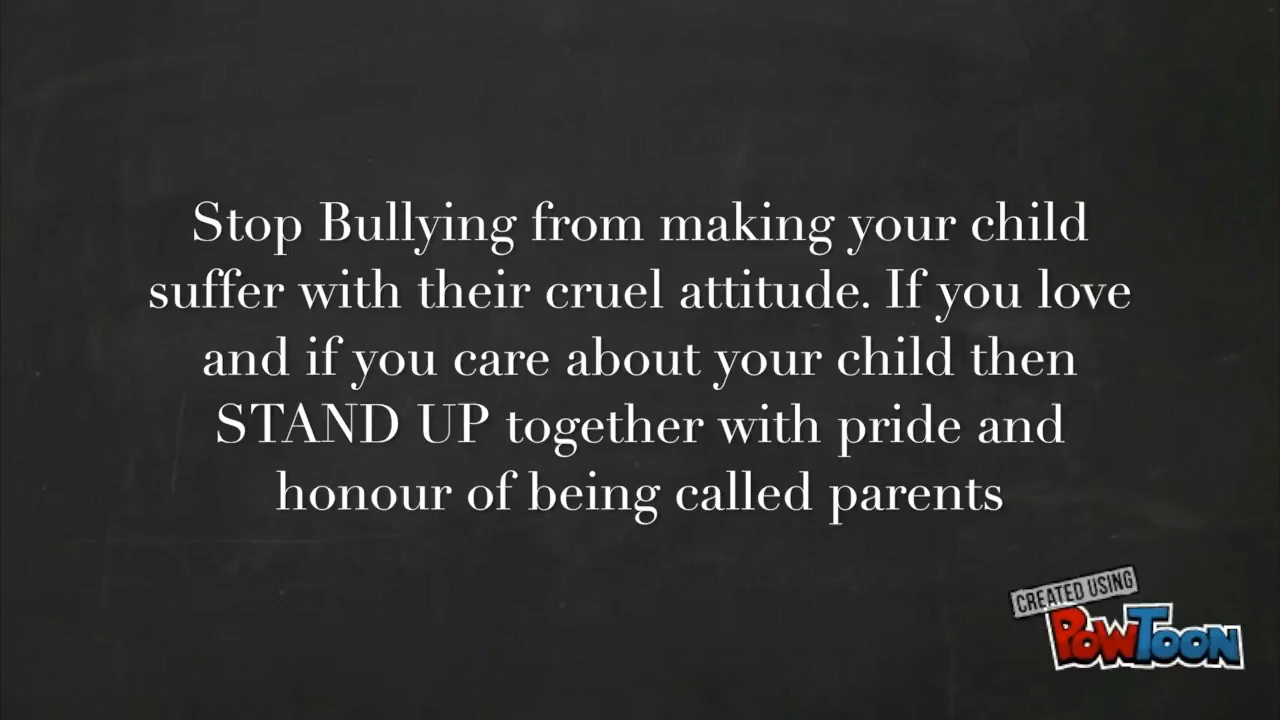 Stop Bullying from making your child
suffer with their cruel attitude. If you love
and if you care about your child then
STAND UP together with pride and
honour of being called parents
CREATED USING
POWTOON